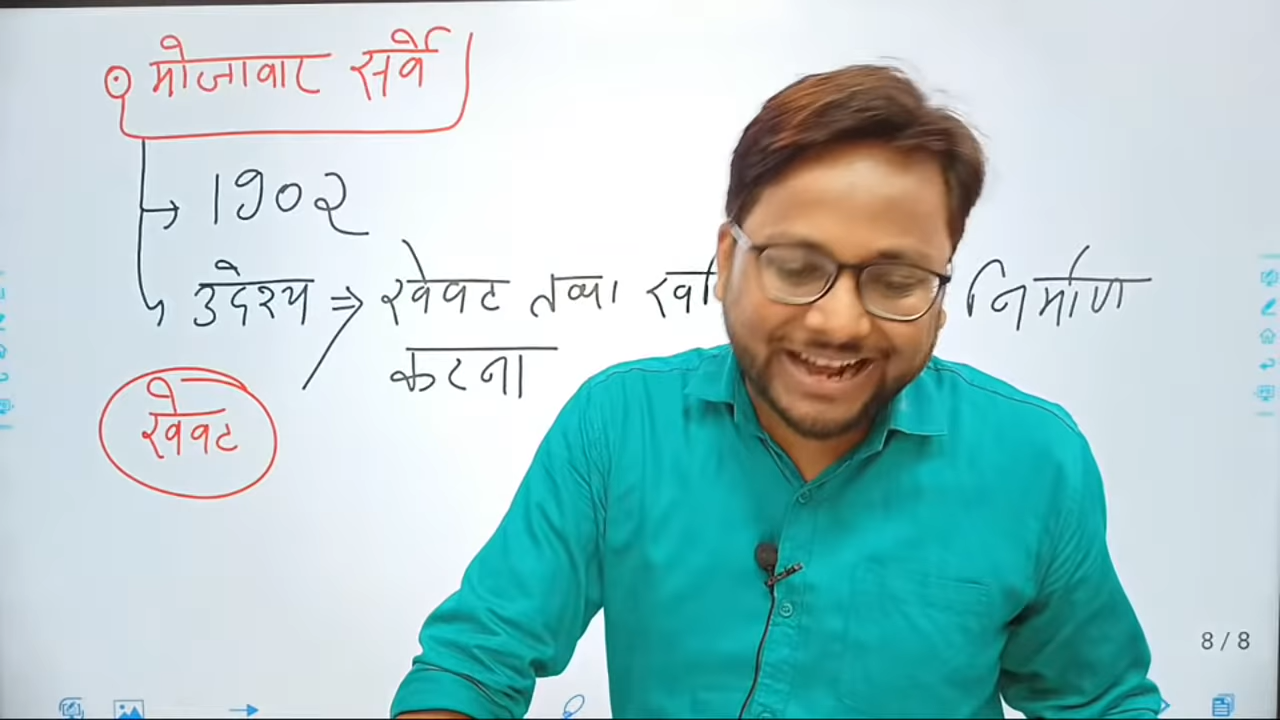 मोजावार सर्वे
1902
उदेश्य ⇒ खेवट तथा निर्माण
करना
खेवट
8 / 8